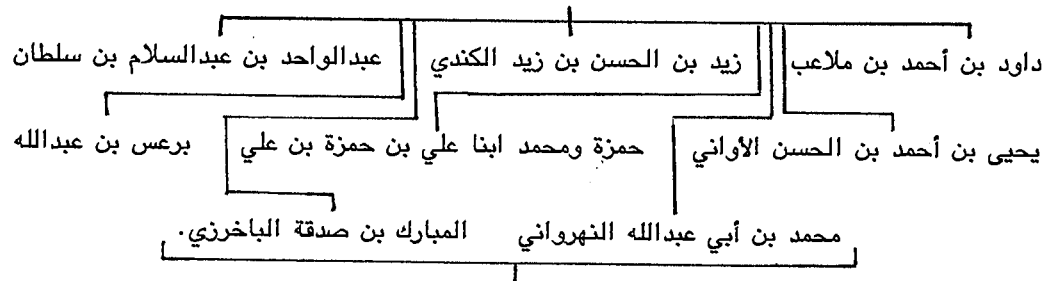 داود بن أحمد بن ملاعب زيد بن الحسن بن زيد الكندي عبدالواحد بن عبدالسلام بن سلطان
يحيى بن أحمد بن الحسن الأواني حمزة ومحمد ابنا علي بن حمزة بن علي برعس بن عبدالله
محمد بن أبي عبدالله النهرواني المبارك بن صدقة الباخرزي.